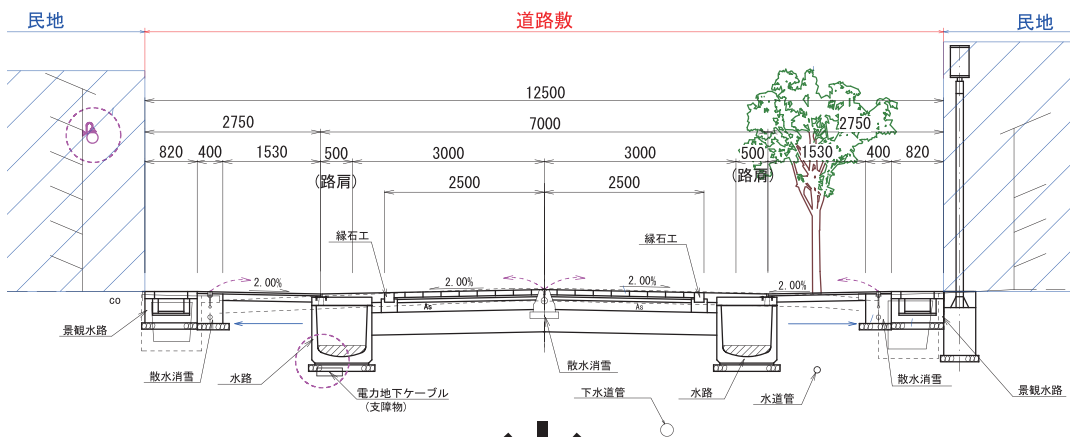 民地
道路敷
民地
12500
2750
7000
2750
820
400
1530
500
3000
3000
500
1530
400
820
(路肩)
(路肩)
2500
2500
縁石工
縁石工
2.00%
2.00%
2.00%
2.00%
CO
As
As
景観水路
散水消雪
水路
電力地下ケーブル
(支障物)
散水消雪
下水道管
水路
水道管
散水消雪
景観水路